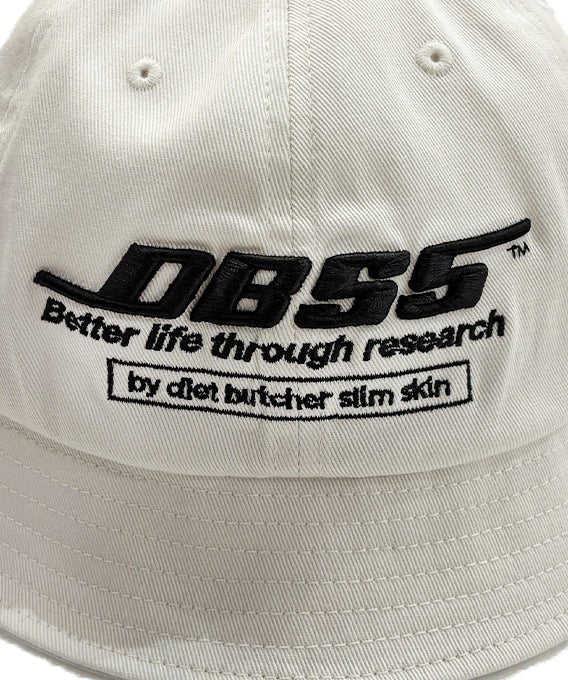 DBSS™
Better life through research
by diet butcher slim skin